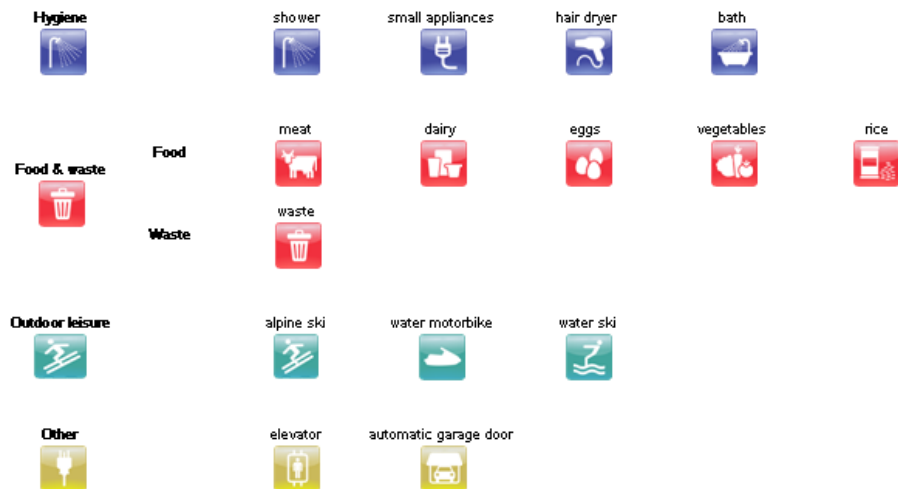 Hygiene shower small appliances hair dryer bath
meat dairy eggs vegetables rice
Food
Food & waste
waste
Waste
Outdoor leisure alpine ski water motorbike water ski
Other elevator automatic garage door